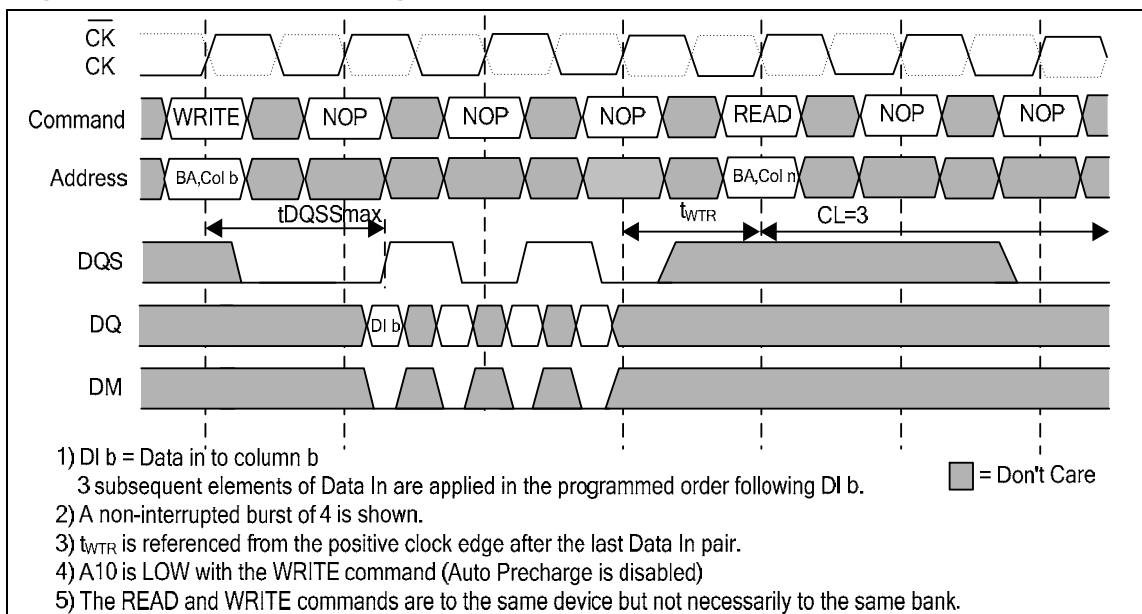 CK
CK
Command WRITE NOP NOP NOP READ NOP NOP
Address BA,Col b BA,Col n
tDQSSmax tWTR CL=3
DQS
DQ DI b
DM
1) DI b = Data in to column b
3 subsequent elements of Data In are applied in the programmed order following DI b.
= Don't Care
2) A non-interrupted burst of 4 is shown.
3) tWTR is referenced from the positive clock edge after the last Data In pair.
4) A10 is LOW with the WRITE command (Auto Precharge is disabled)
5) The READ and WRITE commands are to the same device but not necessarily to the same bank.